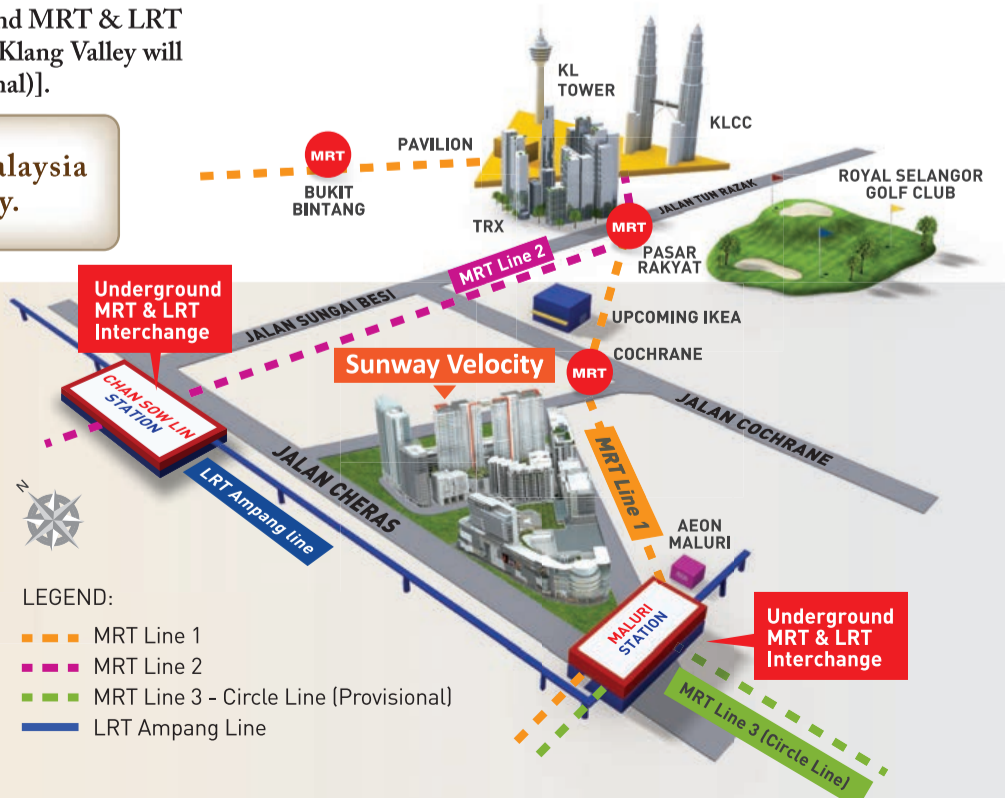 nd MRT & LRT
Klang Valley will
nal)].
alaysia
y.
KL
TOWER
KLCC
PAVILION
MRT
BUKIT
BINTANG
TRX
JALAN TUN RAZAK
ROYAL SELANGOR
GOLF CLUB
MRT
PASAR
RAKYAT
MRT Line 2
Underground
MRT & LRT
Interchange
JALAN SUNGAI BESI
UPCOMING IKEA
Sunway Velocity
COCHRANE
MRT
CHAN SOW LIN
STATION
JALAN COCHRANE
JALAN CHERAS
MRT Line 1
LRT Ampang line
N
AEON
MALURI
LEGEND:
MRT Line 1
MRT Line 2
MRT Line 3 - Circle Line (Provisional)
LRT Ampang Line
MALURI
STATION
Underground
MRT & LRT
Interchange
MRT Line 3 (Circle Line)